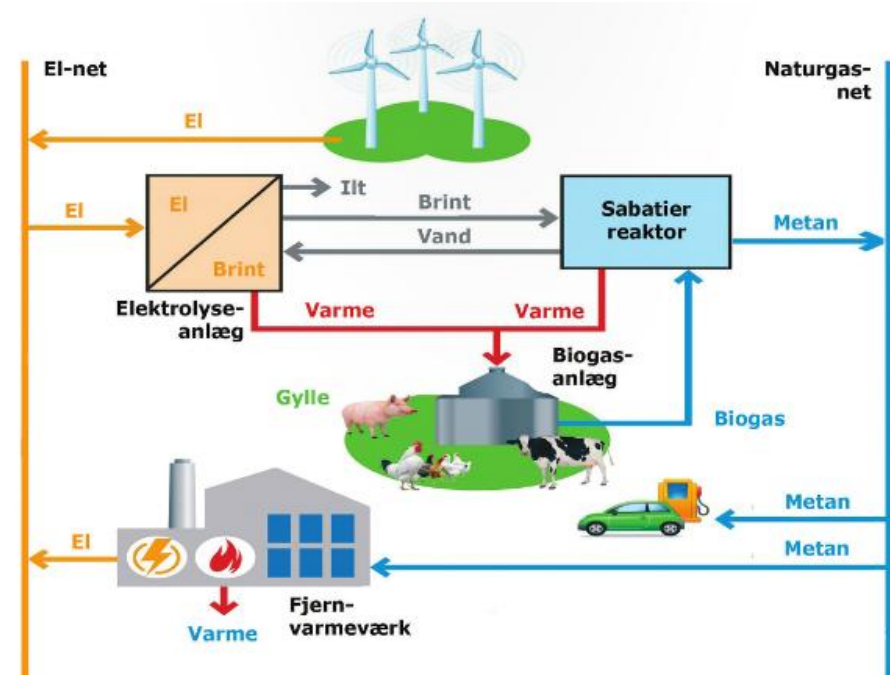 El-net
Naturgas-
net
El
El
El
Brint
Ilt
Brint
Vand
Sabatier
reaktor
Metan
Elektrolyse-
anlæg
Varme
Varme
Biogas-
anlæg
Gylle
Biogas
Metan
Metan
El
Fjern-
varmeværk
Varme